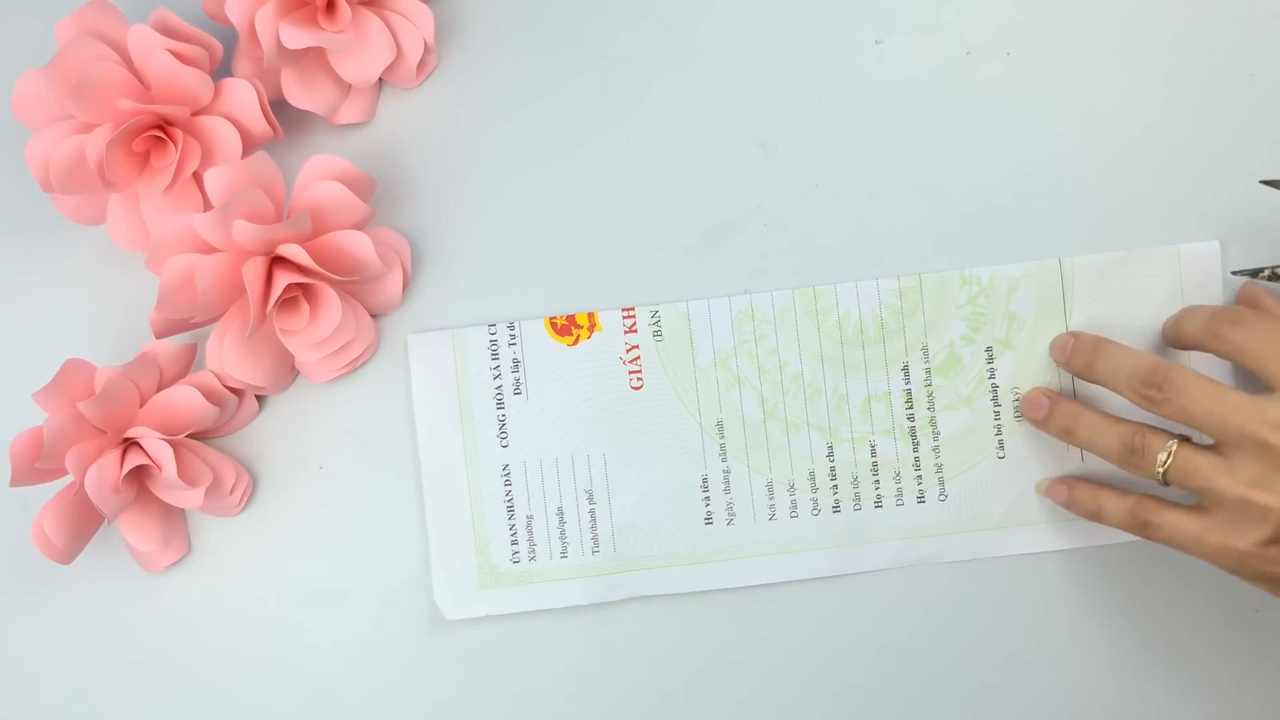 ỦY BAN NHÂN DÂN
Xã/phường
Huyện/quận
Tỉnh/thành phố
CỘNG HÒA XÃ HỘI
Độc lập - Tự
GIẤY KH
(BẢN
Họ và tên:
Ngày, tháng, năm sinh:
Nơi sinh:
Dân tộc:
Quê quán:
Họ và tên cha:
Dân tộc:
Họ và tên mẹ:
Dân tộc:
Họ và tên người đi khai sinh:
Quan hệ với người được khai sinh:
Cán bộ tư pháp hộ tịch
(Đã ký)